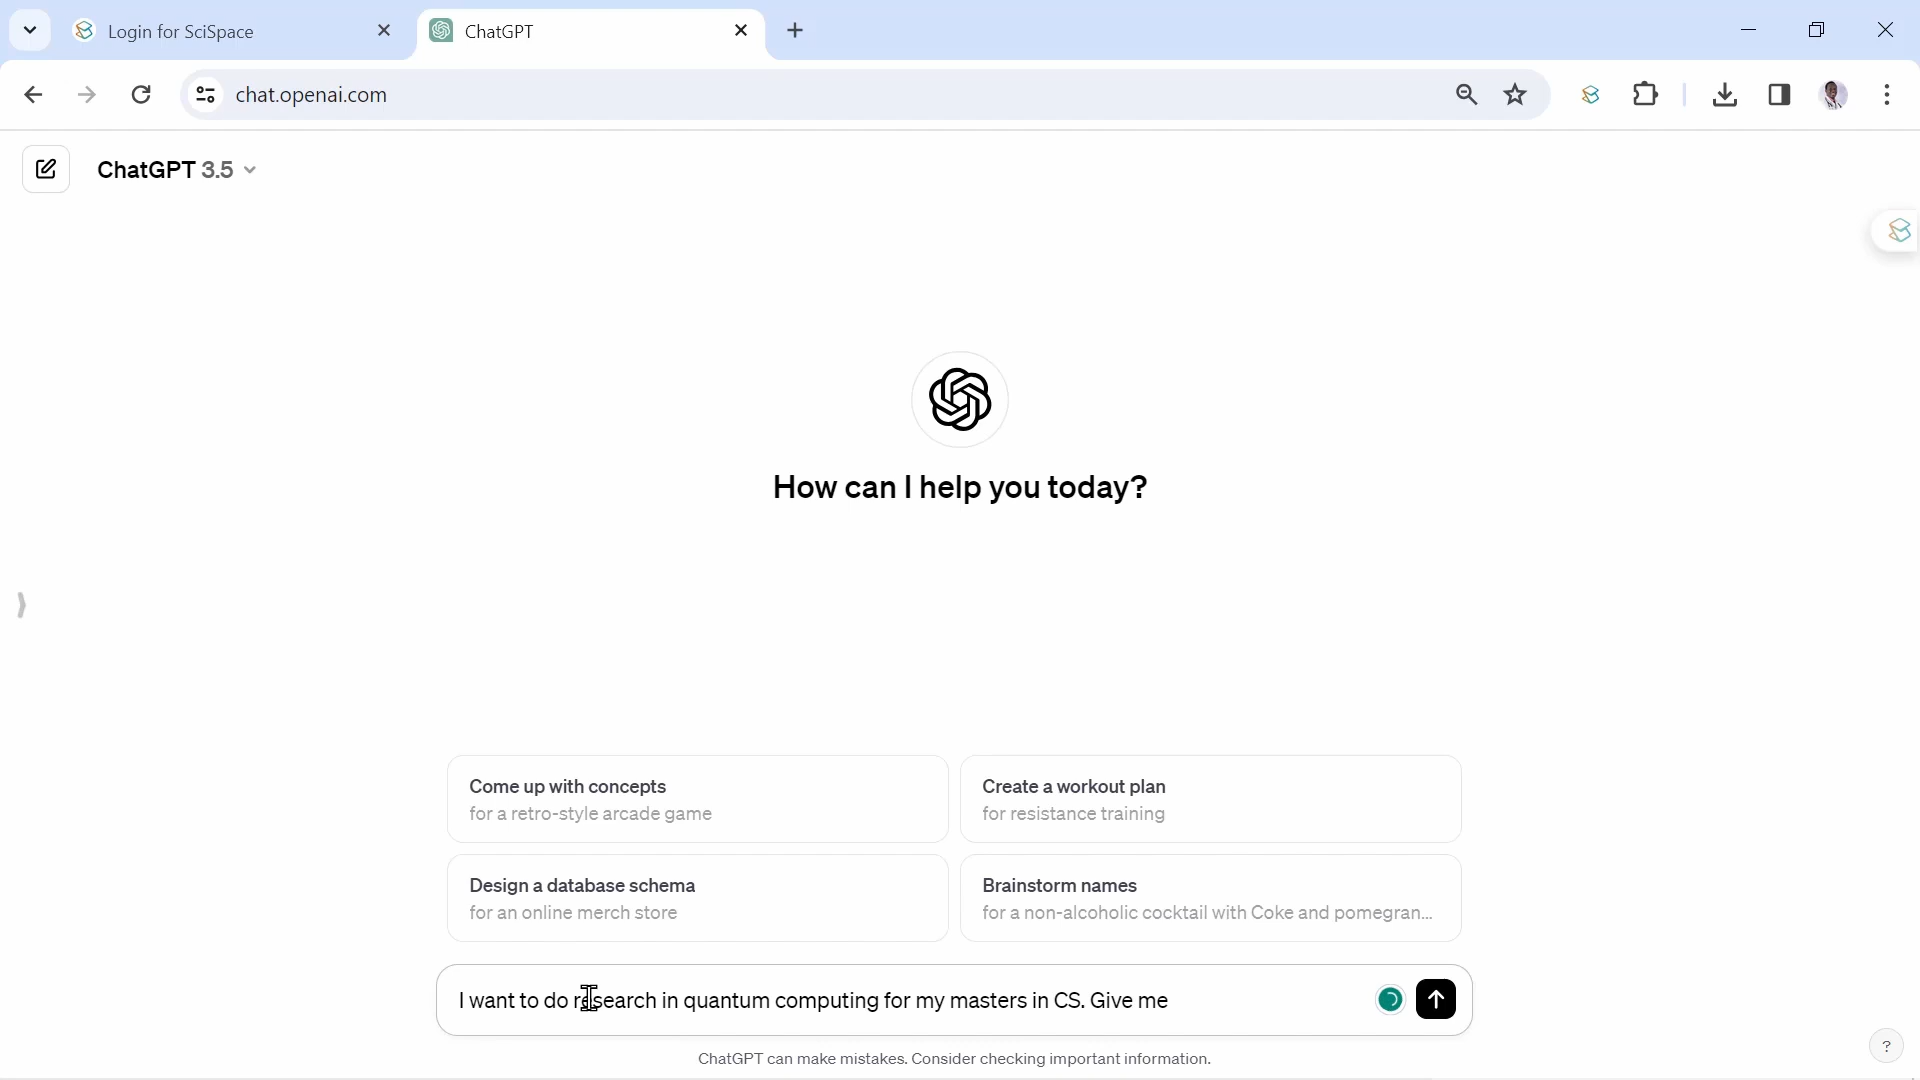 Login for SciSpace
ChatGPT
chat.openai.com
ChatGPT 3.5
How can I help you today?
Come up with concepts
for a retro-style arcade game
Create a workout plan
for resistance training
Design a database schema
for an online merch store
Brainstorm names
for a non-alcoholic cocktail with Coke and pomegran...
I want to do research in quantum computing for my masters in CS. Give me
ChatGPT can make mistakes. Consider checking important information.
?